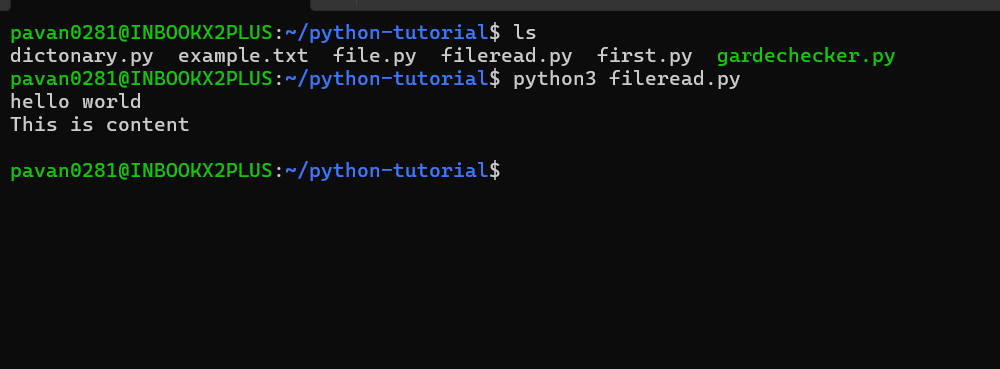 pavan0281@INBOOKX2PLUS:~/python-tutorial$ ls
dictonary.py  example.txt  file.py  fileread.py  first.py  gardechecker.py
pavan0281@INBOOKX2PLUS:~/python-tutorial$ python3 fileread.py
hello world
This is content
pavan0281@INBOOKX2PLUS:~/python-tutorial$